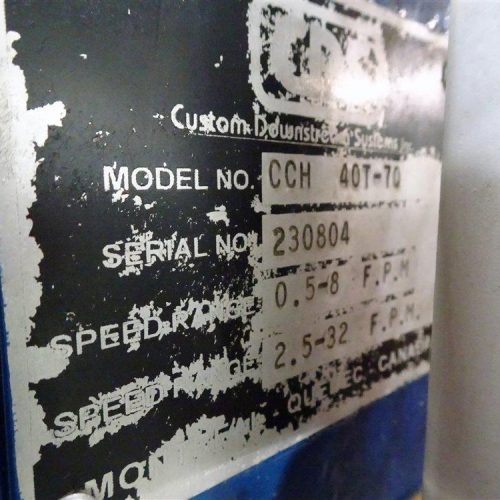 CDS
Custom Downstream Systems Inc.
MODEL NO. CCH 40T-70
SERIAL NO. 230804
SPEED RANGE 0.5-8 F.P.M
SPEED RANGE 2.5-32 F.P.M.
QUEBEC - CANADA